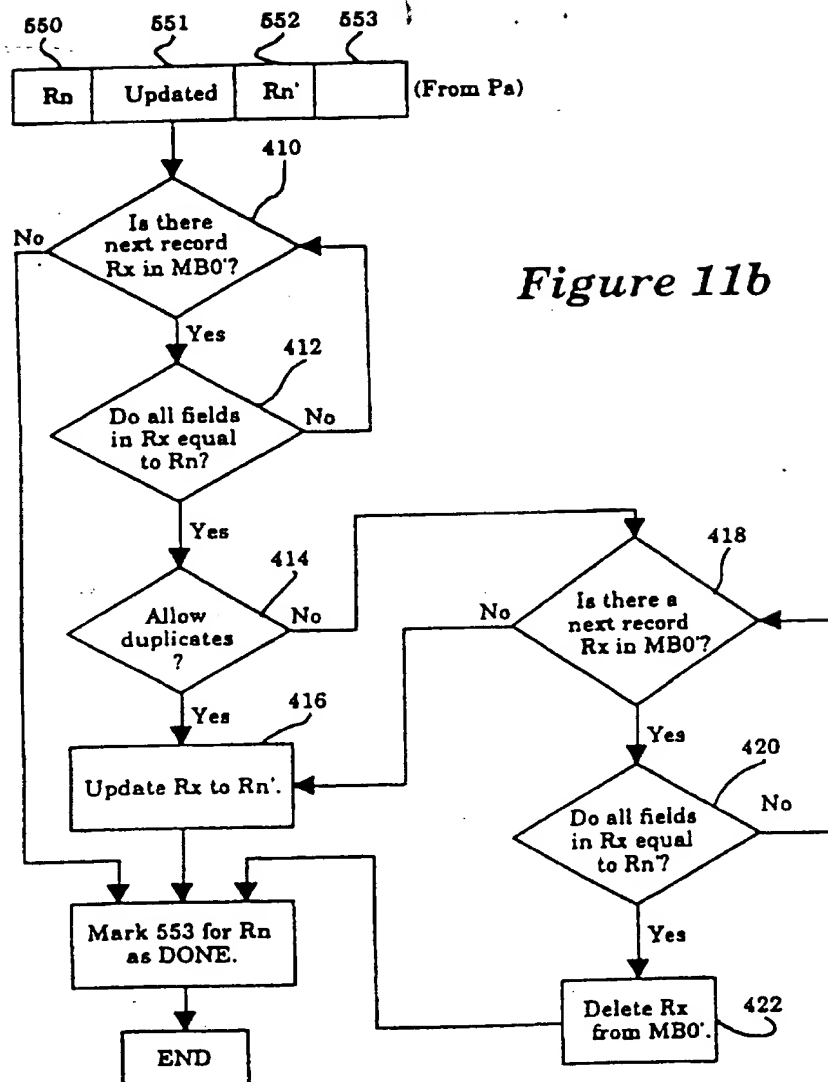 550
551
552
553
Rn
Updated
Rn'
(From Pa)
410
Is there
next record
Rx in MB0'?
No
Figure 11b
Yes
412
Do all fields
in Rx equal
to Rn?
No
Yes
414
Allow
duplicates
?
No
418
Is there a
next record
Rx in MB0'?
No
Yes
416
Update Rx to Rn'.
Yes
420
Do all fields
in Rx equal
to Rn'?
No
Mark 553 for Rn
as DONE.
Yes
Delete Rx
from MB0'.
422
END